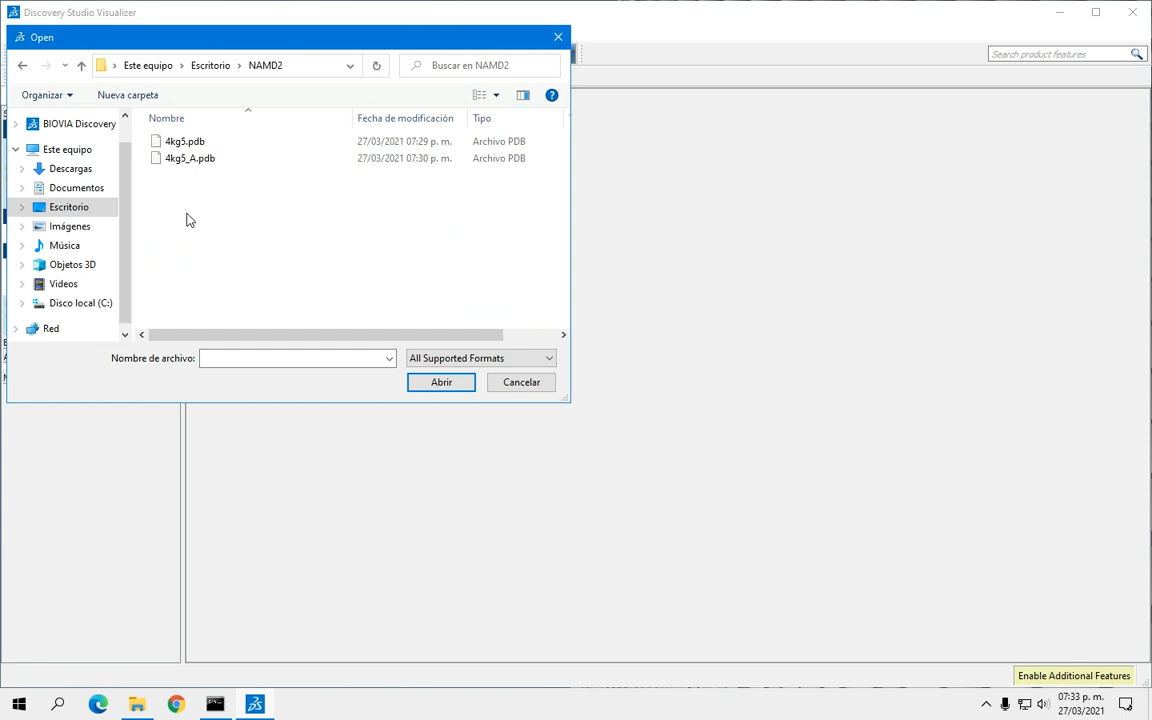 Discovery Studio Visualizer
Open
Este equipo > Escritorio > NAMD2
Buscar en NAMD2
Search product features
Organizar
Nueva carpeta
Nombre
Fecha de modificación
Tipo
BIOVIA Discovery
4kg5.pdb
27/03/2021 07:29 p. m.
Archivo PDB
Este equipo
4kg5_A.pdb
27/03/2021 07:30 p. m.
Archivo PDB
Descargas
Documentos
Escritorio
Imágenes
Música
Objetos 3D
Videos
Disco local (C:)
Red
Nombre de archivo:
All Supported Formats
Abrir
Cancelar
Enable Additional Features
07:33 p. m.
27/03/2021